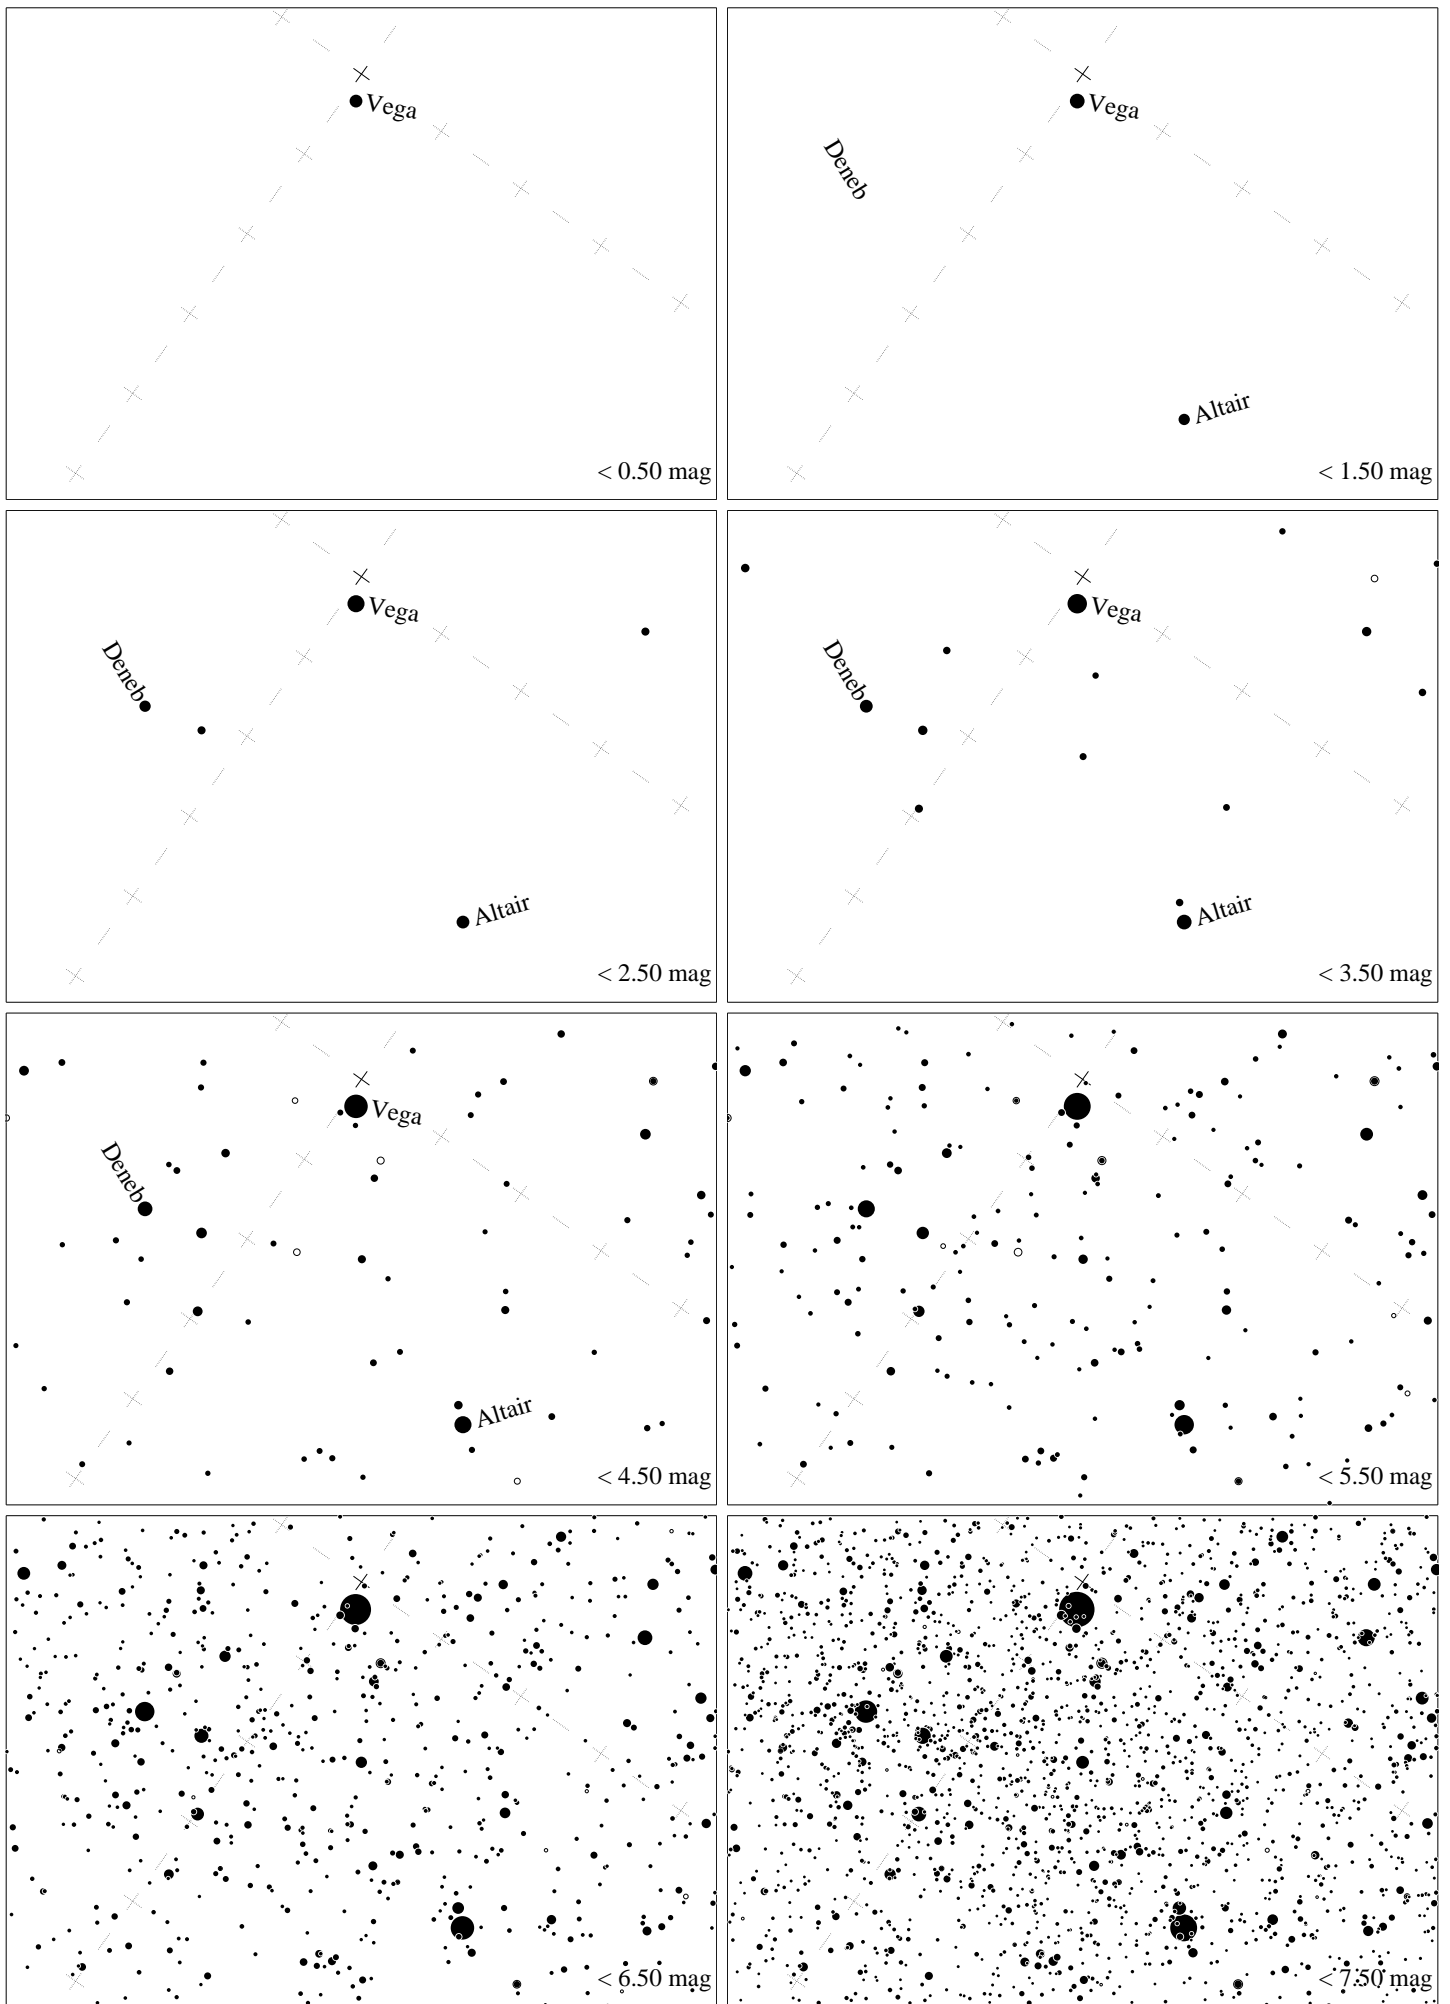 Vega
< 0.50 mag
Vega
Deneb
Altair
< 1.50 mag
Vega
Deneb
Altair
< 2.50 mag
Vega
Deneb
Altair
< 3.50 mag
Vega
Deneb
Altair
< 4.50 mag
< 5.50 mag
< 6.50 mag
< 7.50 mag